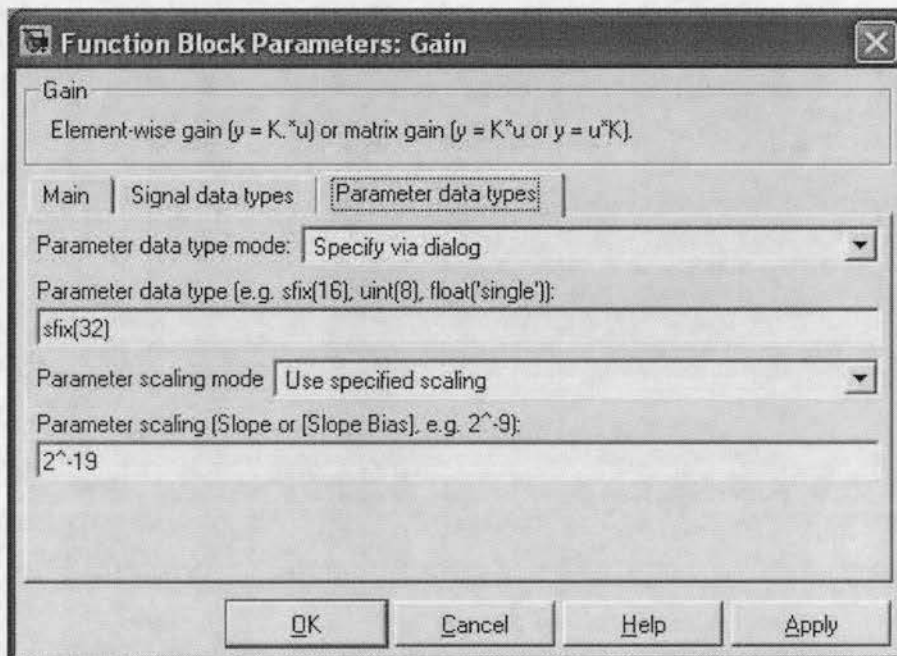 Function Block Parameters: Gain
Gain
Element-wise gain (y = K.*u) or matrix gain (y = K*u or y = u*K).
Main
Signal data types
Parameter data types
Parameter data type mode: Specify via dialog
Parameter data type (e.g. sfix(16), uint(8), float('single')):
sfix(32)
Parameter scaling mode Use specified scaling
Parameter scaling (Slope or [Slope Bias], e.g. 2^-9):
2^-19
OK
Cancel
Help
Apply